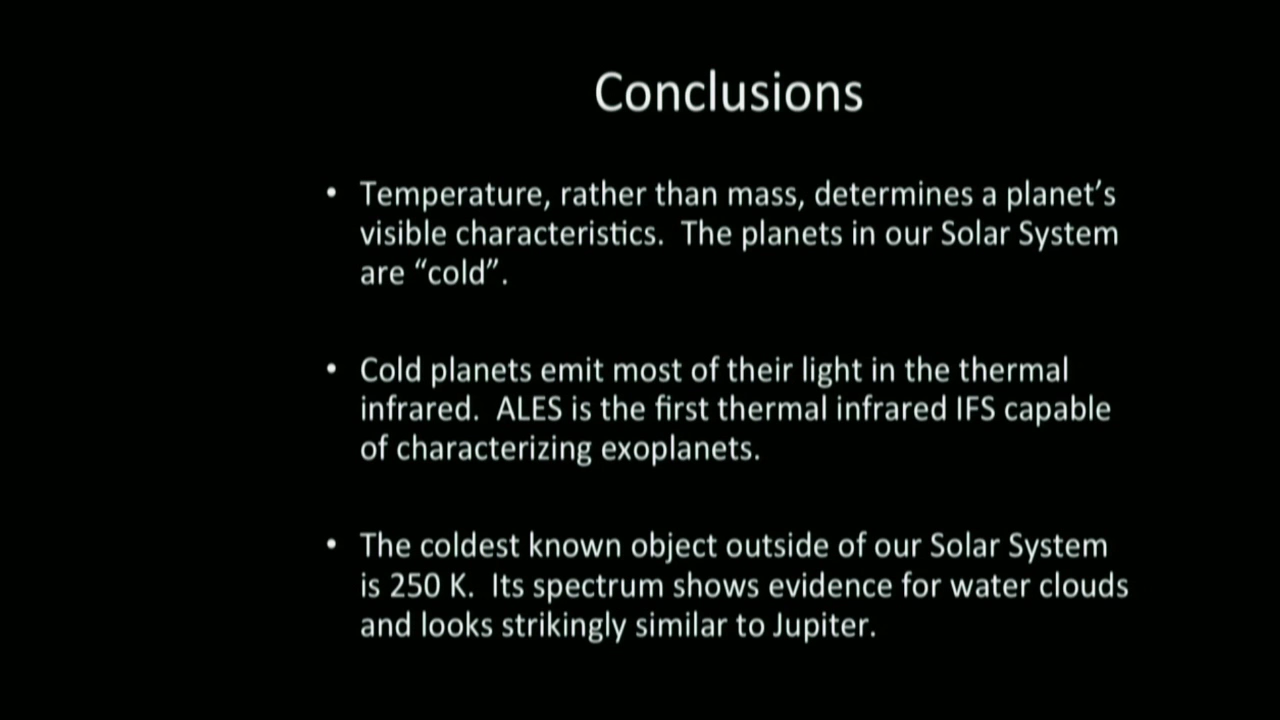 Conclusions
• Temperature, rather than mass, determines a planet’s
visible characteristics.  The planets in our Solar System
are “cold”.
• Cold planets emit most of their light in the thermal
infrared.  ALES is the first thermal infrared IFS capable
of characterizing exoplanets.
• The coldest known object outside of our Solar System
is 250 K.  Its spectrum shows evidence for water clouds
and looks strikingly similar to Jupiter.